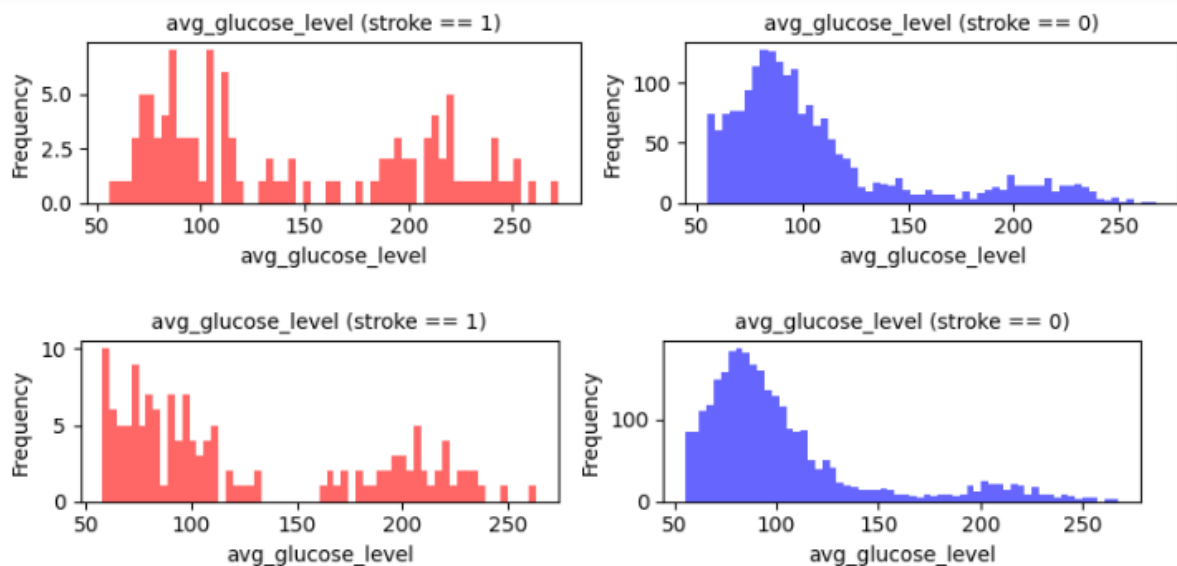 avg_glucose_level (stroke == 1)
5.0
2.5
0.0
Frequency
50 100 150 200 250
avg_glucose_level
avg_glucose_level (stroke == 0)
100
50
0
Frequency
50 100 150 200 250
avg_glucose_level
avg_glucose_level (stroke == 1)
10
5
0
Frequency
50 100 150 200 250
avg_glucose_level
avg_glucose_level (stroke == 0)
100
0
Frequency
50 100 150 200 250
avg_glucose_level